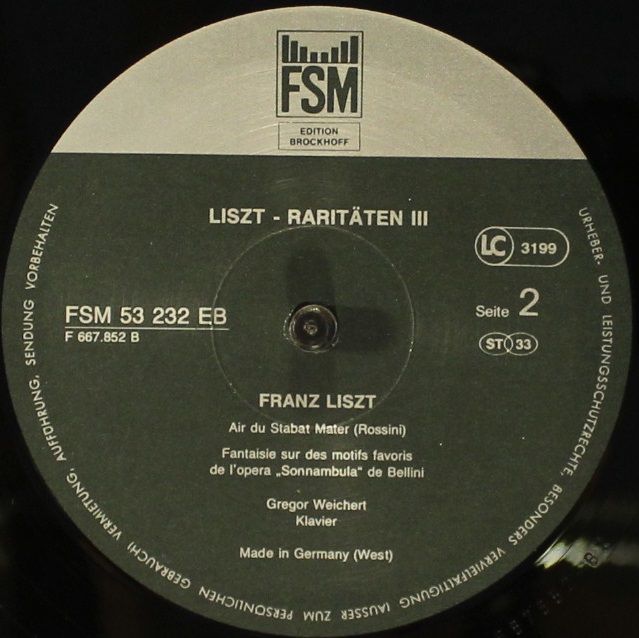 FSM
EDITION
BROCKHOFF
LISZT - RARITÄTEN III
LC 3199
FSM 53 232 EB
F 667.852 B
Seite 2
ST 33
FRANZ LISZT
Air du Stabat Mater (Rossini)
Fantaisie sur des motifs favoris
de l'opera „Sonnambula" de Bellini
Gregor Weichert
Klavier
Made in Germany (West)
URHEBER- UND LEISTUNGSSCHUTZRECHTE, BESONDERS VERVIELFÄLTIGUNG (AUSSER ZUM PERSÖNLICHEN GEBRAUCH) VERMIETUNG, AUFFÜHRUNG, SENDUNG VORBEHALTEN